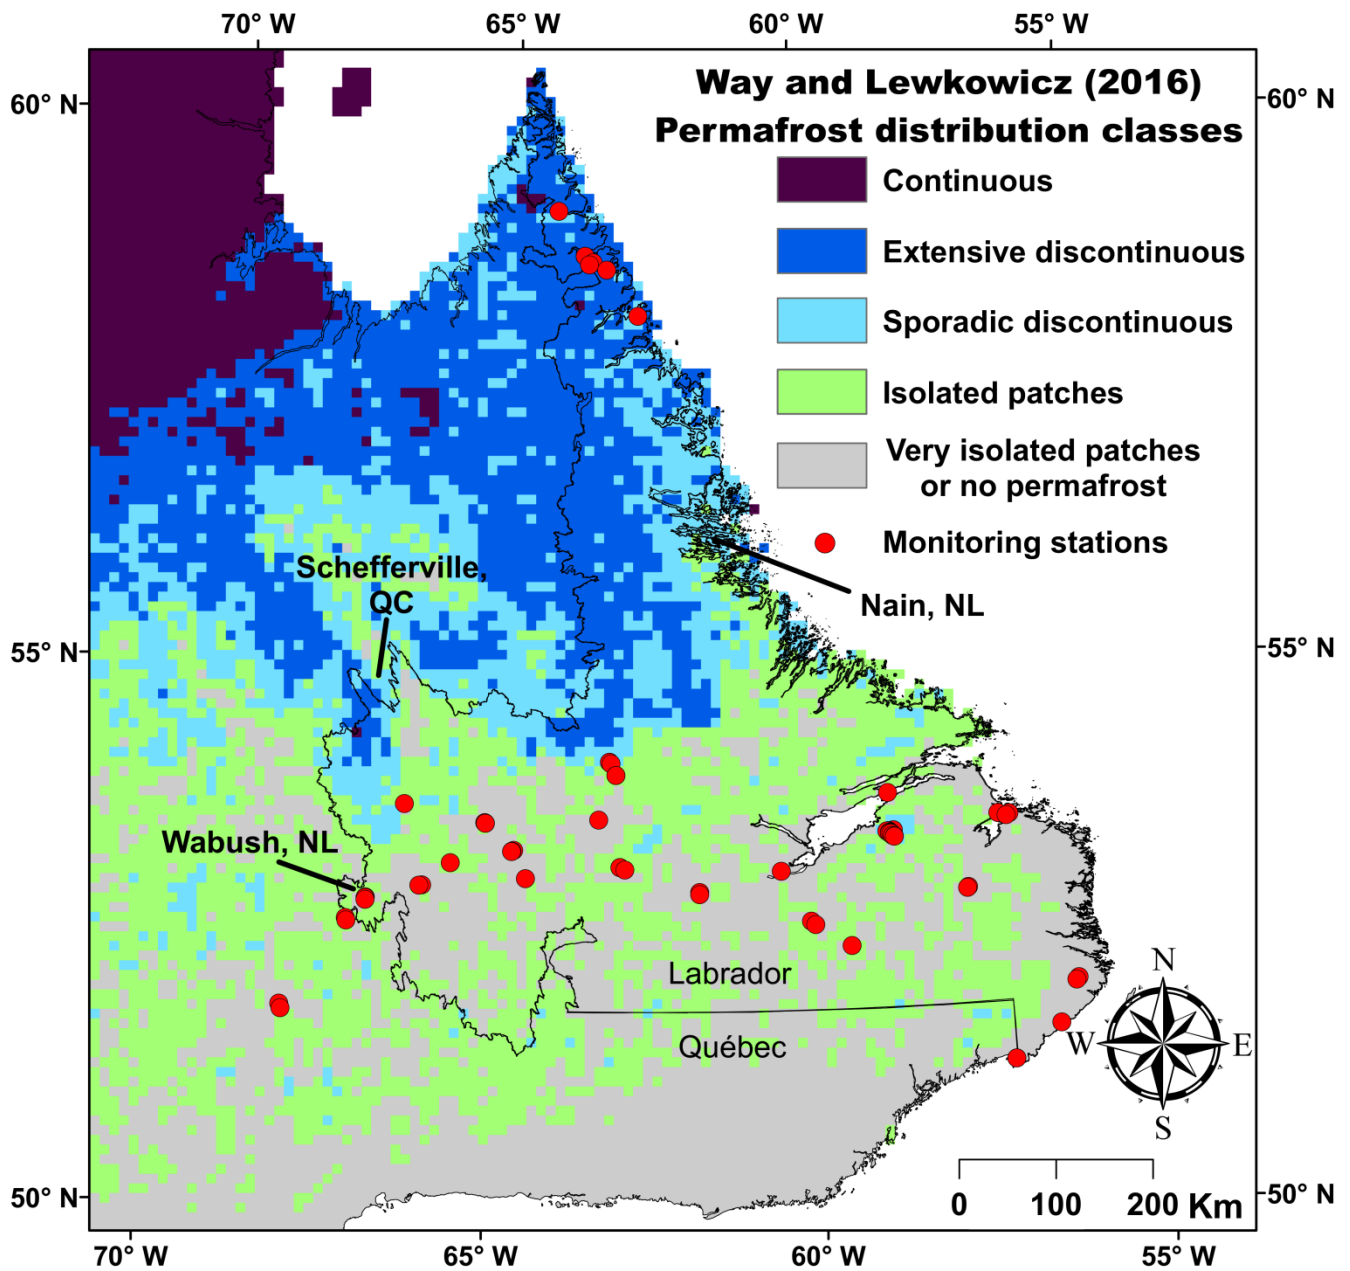 70° W
65° W
60° W
55° W
60° N
60° N
Way and Lewkowicz (2016)
Permafrost distribution classes
Continuous
Extensive discontinuous
Sporadic discontinuous
Isolated patches
Very isolated patches
or no permafrost
Monitoring stations
Schefferville,
QC
Nain, NL
55° N
55° N
Wabush, NL
Labrador
Québec
N
W
E
S
50° N
50° N
0
100
200
Km
70° W
65° W
60° W
55° W